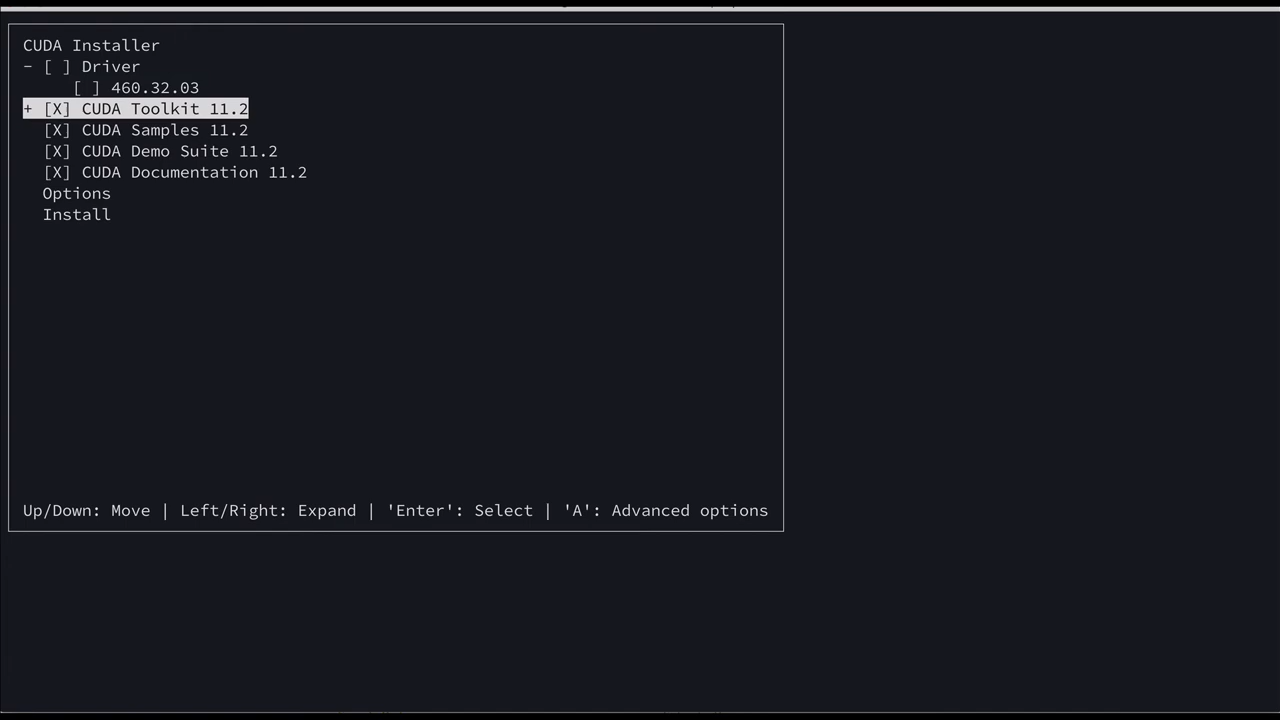 CUDA Installer
- [ ] Driver
[ ] 460.32.03
+ [X] CUDA Toolkit 11.2
[X] CUDA Samples 11.2
[X] CUDA Demo Suite 11.2
[X] CUDA Documentation 11.2
Options
Install
Up/Down: Move | Left/Right: Expand | 'Enter': Select | 'A': Advanced options